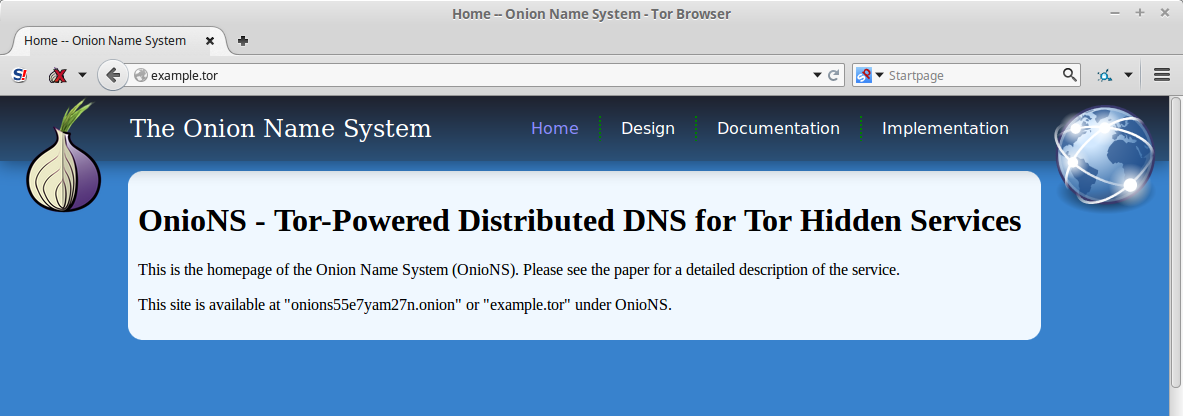 Home -- Onion Name System - Tor Browser
Home -- Onion Name System
S!
example.tor
Startpage
The Onion Name System
Home
Design
Documentation
Implementation
OnioNS - Tor-Powered Distributed DNS for Tor Hidden Services
This is the homepage of the Onion Name System (OnioNS). Please see the paper for a detailed description of the service.
This site is available at "onions55e7yam27n.onion" or "example.tor" under OnioNS.